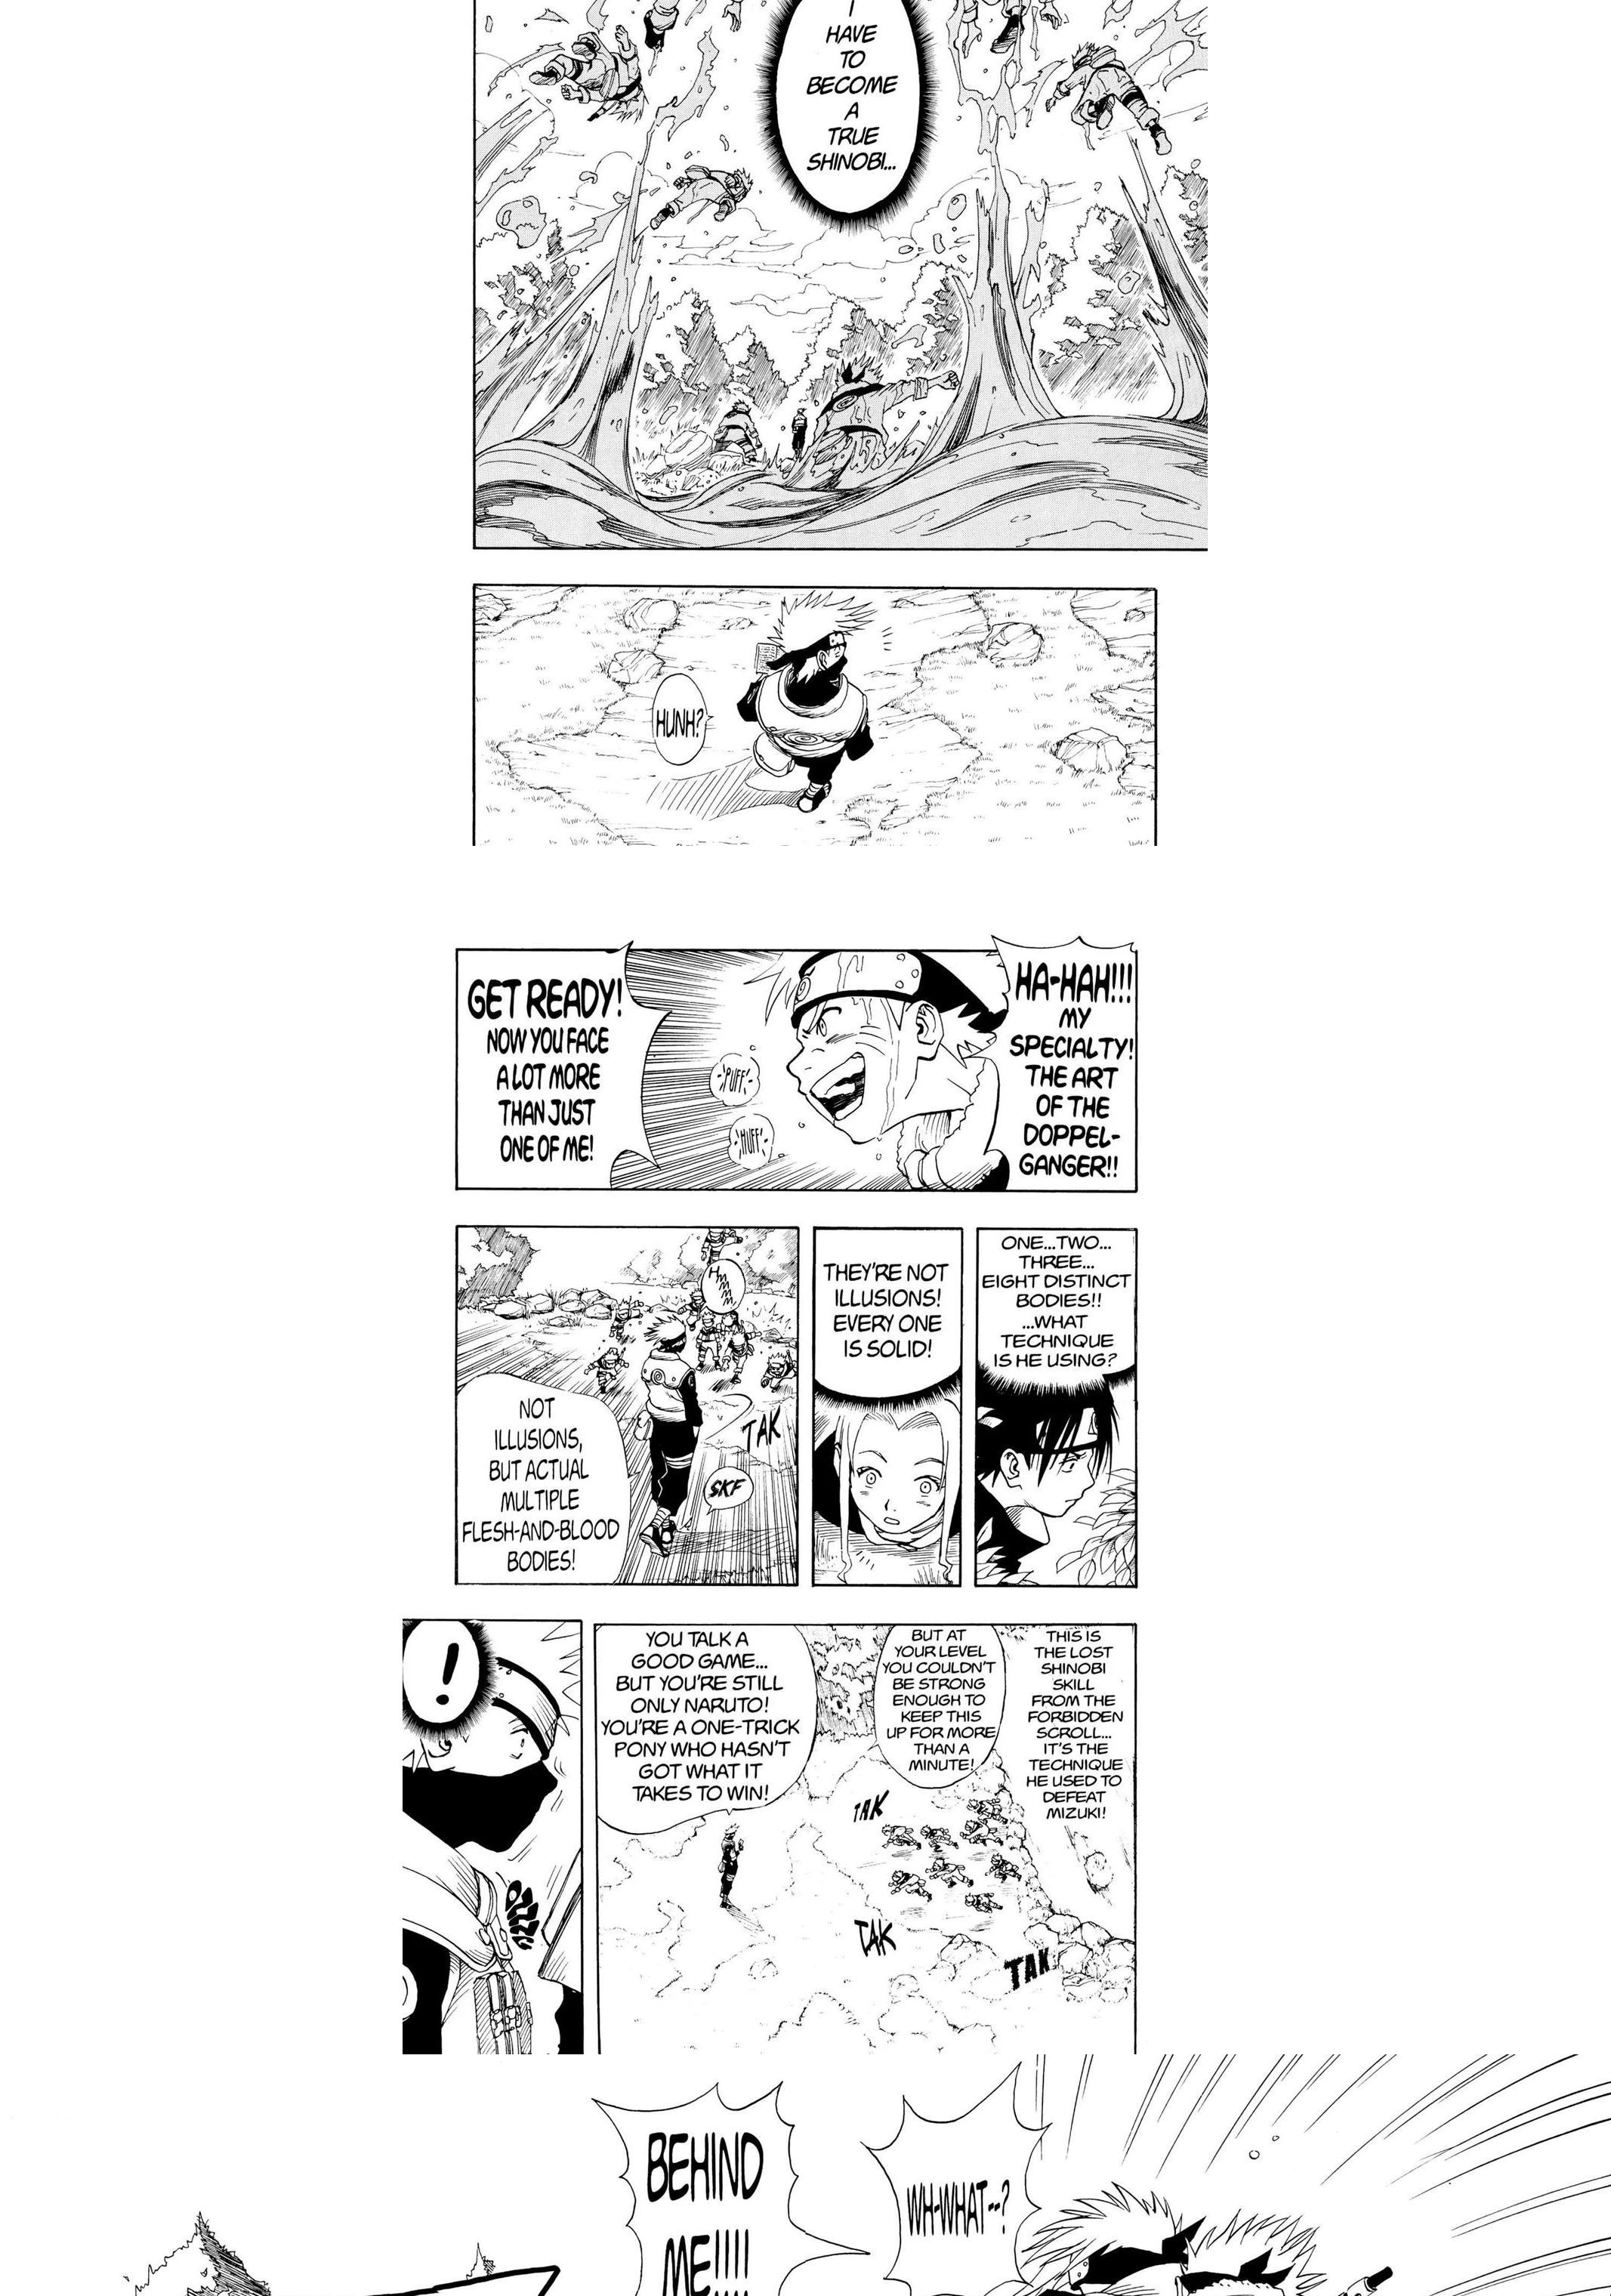 I
HAVE
TO
BECOME
A
TRUE
SHINOBI...
HUNH?
HA-HAH!!!
MY
SPECIALTY!
THE ART
OF THE
DOPPEL-
GANGER!!
PUFF
HUFF
GET READY!
NOW YOU FACE
A LOT MORE
THAN JUST
ONE OF ME!
ONE...TWO...
THREE...
EIGHT DISTINCT
BODIES!!
...WHAT
TECHNIQUE
IS HE USING?
THEY'RE NOT
ILLUSIONS!
EVERY ONE
IS SOLID!
HMMMM
TAK
SKF
NOT
ILLUSIONS,
BUT ACTUAL
MULTIPLE
FLESH-AND-BLOOD
BODIES!
THIS IS
THE LOST
SHINOBI
SKILL
FROM THE
FORBIDDEN
SCROLL...
IT'S THE
TECHNIQUE
HE USED TO
DEFEAT
MIZUKI!
BUT AT
YOUR LEVEL
YOU COULDN'T
BE STRONG
ENOUGH TO
KEEP THIS
UP FOR MORE
THAN A
MINUTE!
YOU TALK A
GOOD GAME...
BUT YOU'RE STILL
ONLY NARUTO!
YOU'RE A ONE-TRICK
PONY WHO HASN'T
GOT WHAT IT
TAKES TO WIN!
TAK
TAK
TAK
!
WH-WHAT--?
BEHIND
ME!!!!